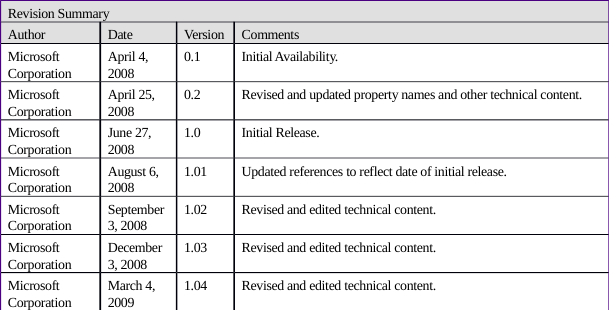 Revision Summary
Author Date Version Comments
Microsoft Corporation April 4, 2008 0.1 Initial Availability.
Microsoft Corporation April 25, 2008 0.2 Revised and updated property names and other technical content.
Microsoft Corporation June 27, 2008 1.0 Initial Release.
Microsoft Corporation August 6, 2008 1.01 Updated references to reflect date of initial release.
Microsoft Corporation September 3, 2008 1.02 Revised and edited technical content.
Microsoft Corporation December 3, 2008 1.03 Revised and edited technical content.
Microsoft Corporation March 4, 2009 1.04 Revised and edited technical content.